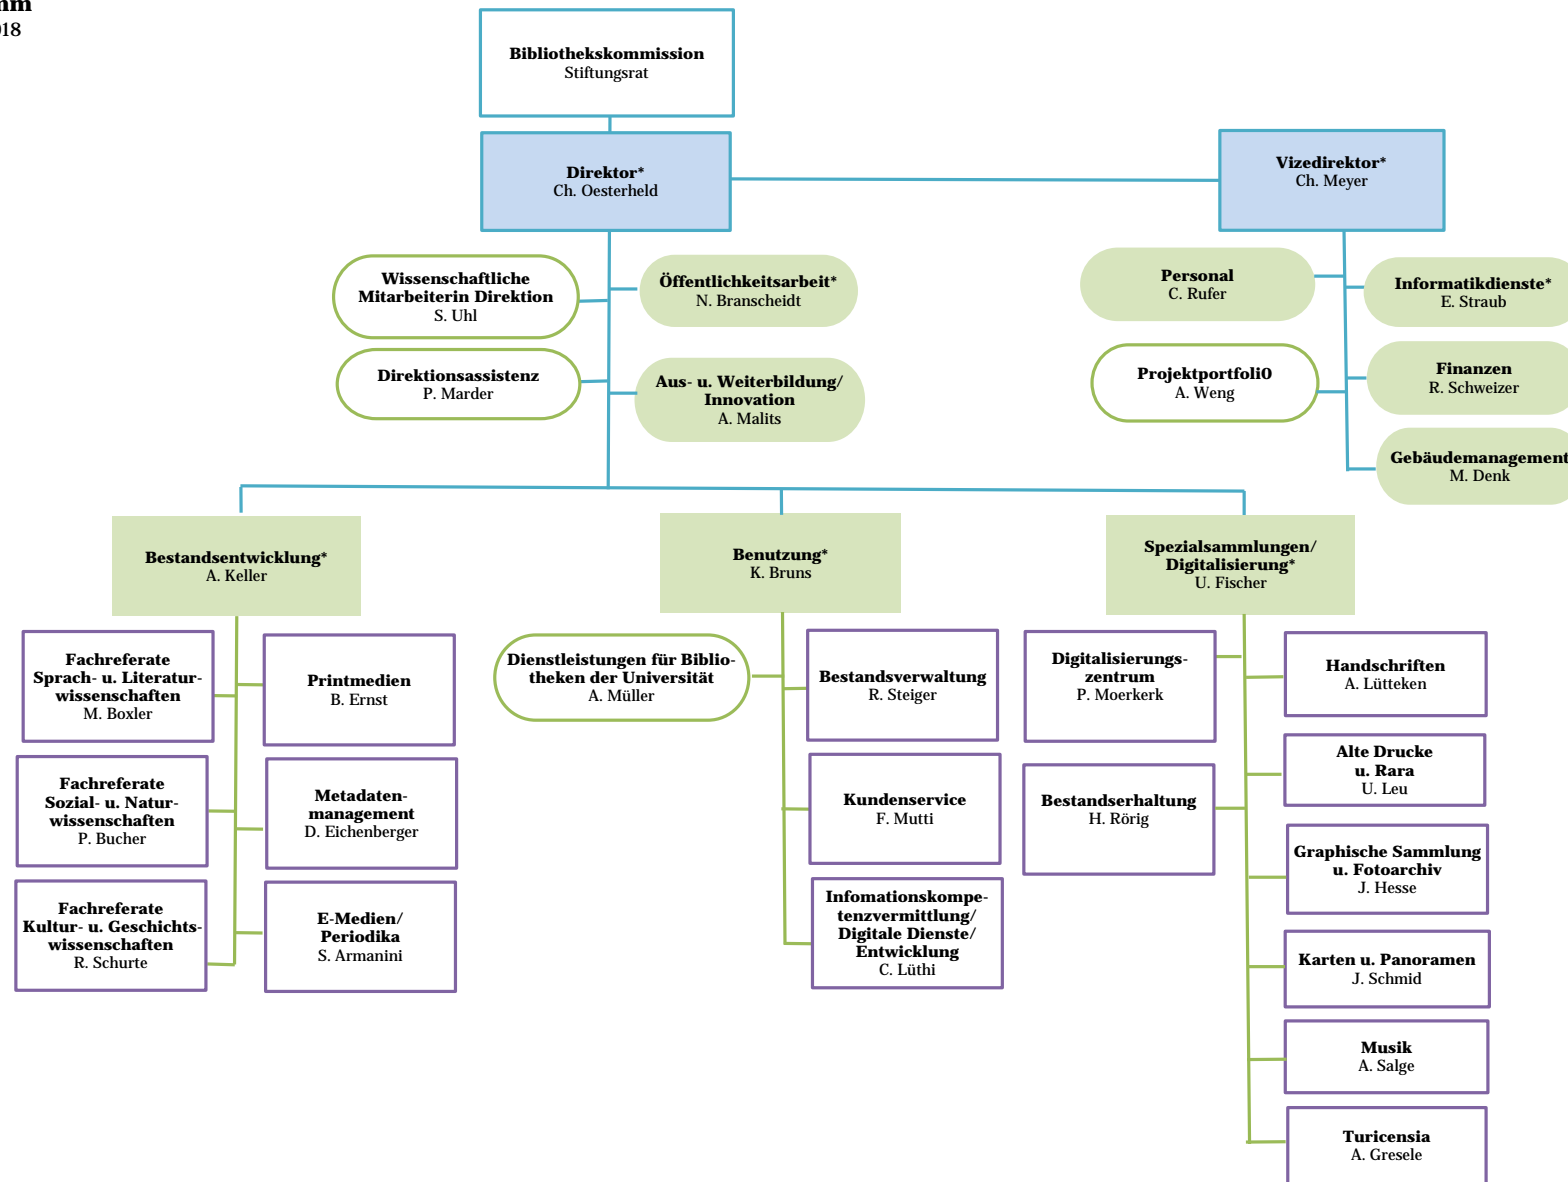 Bibliothekskommission
Stiftungsrat
Direktor*
Ch. Oesterheld
Vizedirektor*
Ch. Meyer
Wissenschaftliche
Mitarbeiterin Direktion
S. Uhl
Öffentlichkeitsarbeit*
N. Branscheidt
Direktionsassistenz
P. Marder
Aus- u. Weiterbildung/
Innovation
A. Malits
Personal
C. Rufer
Informatikdienste*
E. Straub
Projektportfoli0
A. Weng
Finanzen
R. Schweizer
Gebäudemanagement
M. Denk
Bestandsentwicklung*
A. Keller
Benutzung*
K. Bruns
Spezialsammlungen/
Digitalisierung*
U. Fischer
Fachreferate
Sprach- u. Literatur-
wissenschaften
M. Boxler
Printmedien
B. Ernst
Fachreferate
Sozial- u. Natur-
wissenschaften
P. Bucher
Metadaten-
management
D. Eichenberger
Fachreferate
Kultur- u. Geschichts-
wissenschaften
R. Schurte
E-Medien/
Periodika
S. Armanini
Dienstleistungen für Biblio-
theken der Universität
A. Müller
Bestandsverwaltung
R. Steiger
Kundenservice
F. Mutti
Infomationskompe-
tenzvermittlung/
Digitale Dienste/
Entwicklung
C. Lüthi
Digitalisierungs-
zentrum
P. Moerkerk
Handschriften
A. Lütteken
Bestandserhaltung
H. Rörig
Alte Drucke
u. Rara
U. Leu
Graphische Sammlung
u. Fotoarchiv
J. Hesse
Karten u. Panoramen
J. Schmid
Musik
A. Salge
Turicensia
A. Gresele